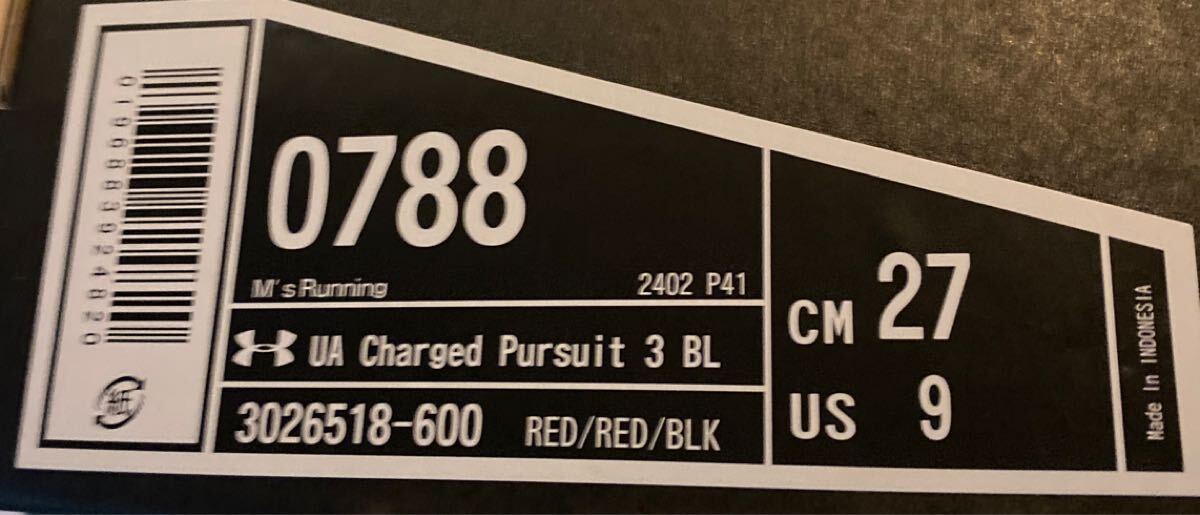 0196883924820
紙
0788
M's Running
2402 P41
UA Charged Pursuit 3 BL
3026518-600 RED/RED/BLK
CM 27
US 9
Made In INDONESIA